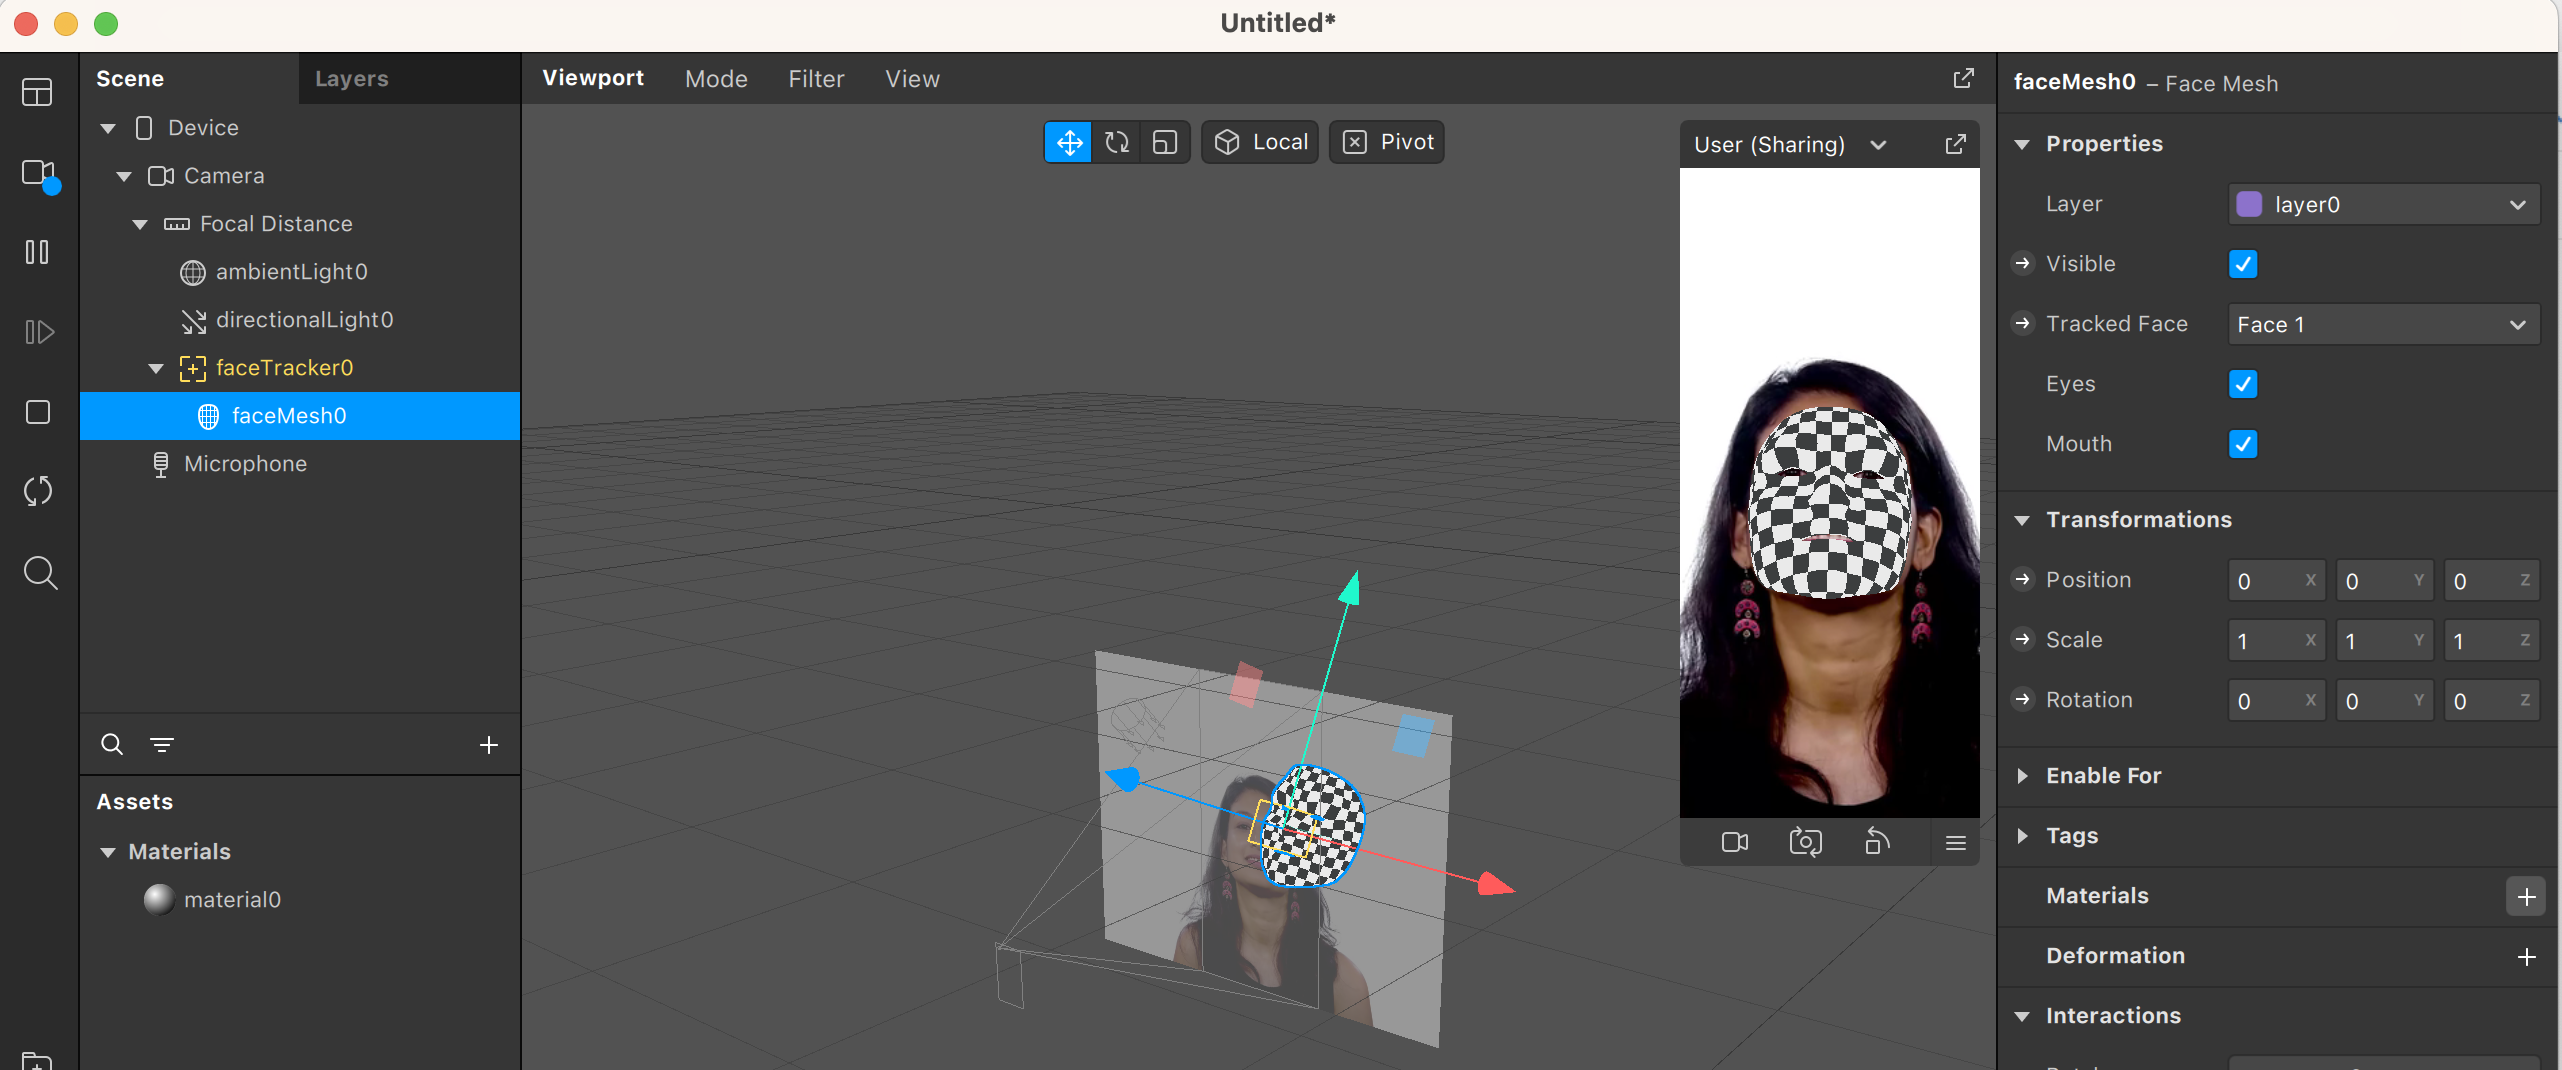 Untitled*
Scene
Layers
Device
Camera
Focal Distance
ambientLight0
directionalLight0
faceTracker0
faceMesh0
Microphone
Assets
Materials
material0
Viewport
Mode
Filter
View
Local
Pivot
User (Sharing)
faceMesh0 – Face Mesh
Properties
Layer
layer0
Visible
Tracked Face
Face 1
Eyes
Mouth
Transformations
Position
0 X 0 Y 0 Z
Scale
1 X 1 Y 1 Z
Rotation
0 X 0 Y 0 Z
Enable For
Tags
Materials
Deformation
Interactions